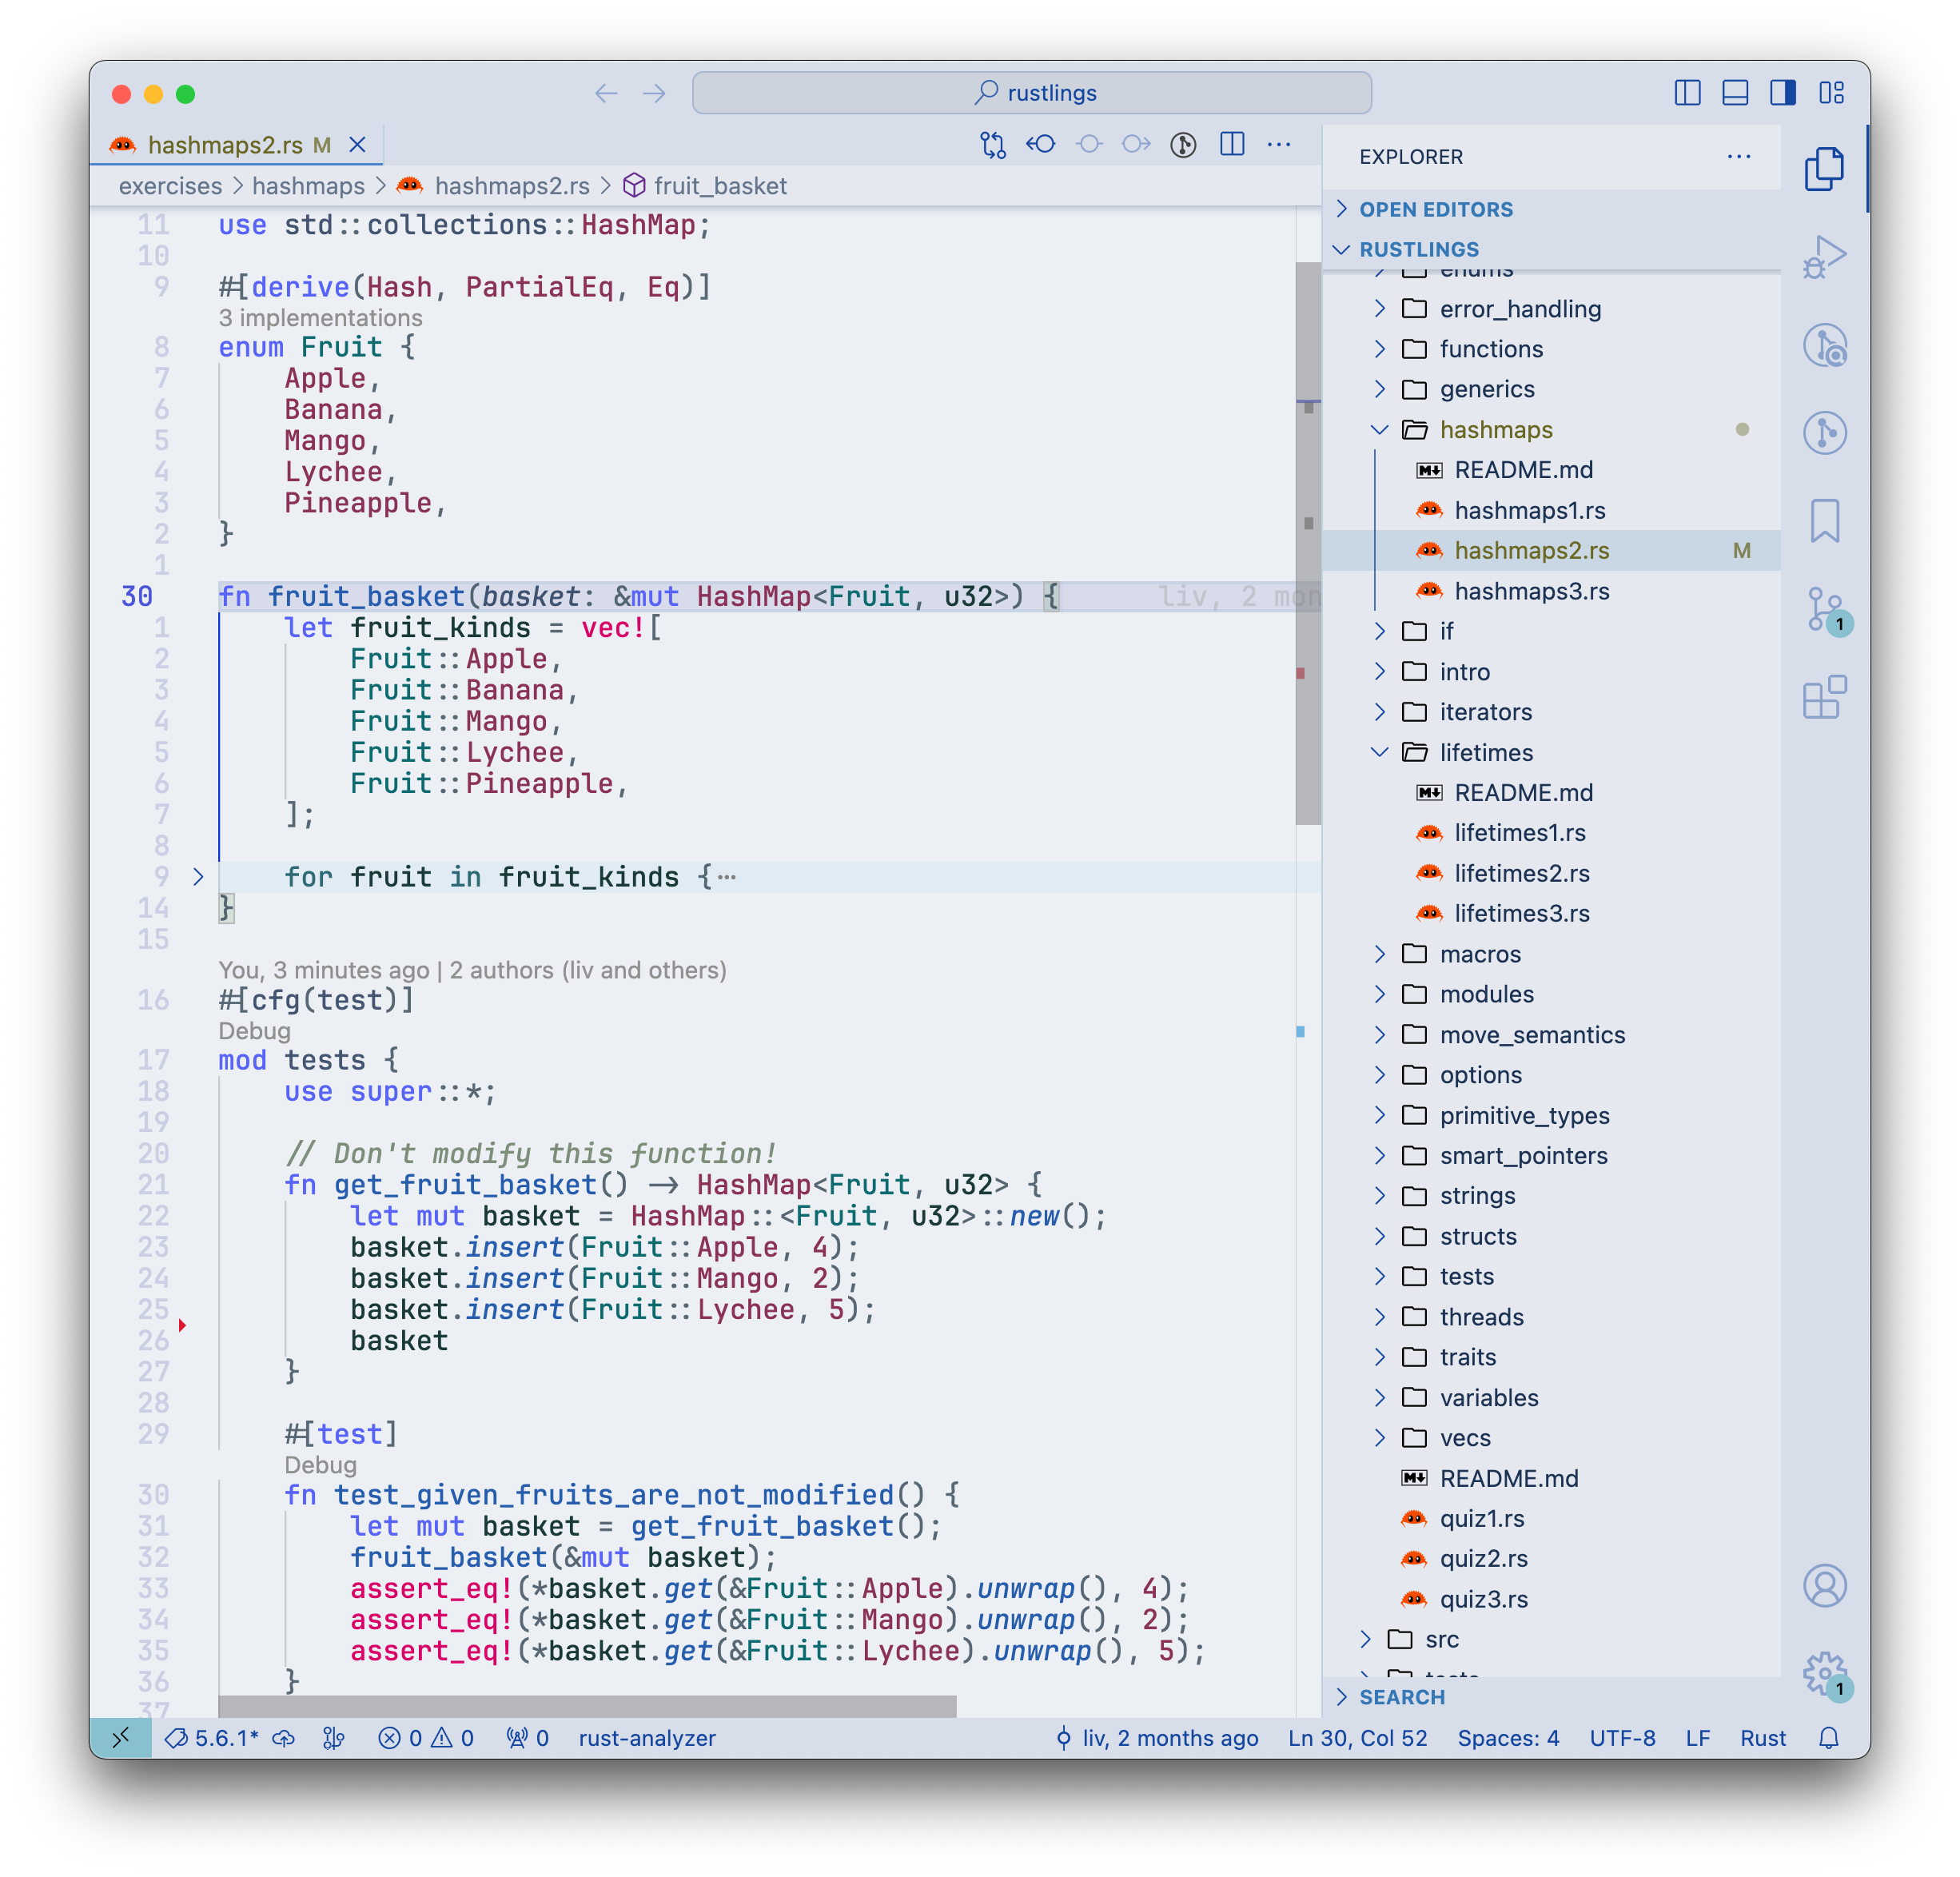 rustlings
hashmaps2.rs M
exercises > hashmaps > hashmaps2.rs > fruit_basket
11 use std::collections::HashMap;
10
9 #[derive(Hash, PartialEq, Eq)]
3 implementations
8 enum Fruit {
7 Apple,
6 Banana,
5 Mango,
4 Lychee,
3 Pineapple,
2 }
1
30 fn fruit_basket(basket: &mut HashMap<Fruit, u32>) { liv, 2 mon
1 let fruit_kinds = vec![
2 Fruit::Apple,
3 Fruit::Banana,
4 Fruit::Mango,
5 Fruit::Lychee,
6 Fruit::Pineapple,
7 ];
8
9 for fruit in fruit_kinds {⋯
14 }
15
You, 3 minutes ago | 2 authors (liv and others)
16 #[cfg(test)]
Debug
17 mod tests {
18 use super::*;
19
20 // Don't modify this function!
21 fn get_fruit_basket() -> HashMap<Fruit, u32> {
22 let mut basket = HashMap::<Fruit, u32>::new();
23 basket.insert(Fruit::Apple, 4);
24 basket.insert(Fruit::Mango, 2);
25 basket.insert(Fruit::Lychee, 5);
26 basket
27 }
28
29 #[test]
Debug
30 fn test_given_fruits_are_not_modified() {
31 let mut basket = get_fruit_basket();
32 fruit_basket(&mut basket);
33 assert_eq!(*basket.get(&Fruit::Apple).unwrap(), 4);
34 assert_eq!(*basket.get(&Fruit::Mango).unwrap(), 2);
35 assert_eq!(*basket.get(&Fruit::Lychee).unwrap(), 5);
36 }
37
EXPLORER
OPEN EDITORS
RUSTLINGS
enums
error_handling
functions
generics
hashmaps
README.md
hashmaps1.rs
hashmaps2.rs M
hashmaps3.rs
if
intro
iterators
lifetimes
README.md
lifetimes1.rs
lifetimes2.rs
lifetimes3.rs
macros
modules
move_semantics
options
primitive_types
smart_pointers
strings
structs
tests
threads
traits
variables
vecs
README.md
quiz1.rs
quiz2.rs
quiz3.rs
src
tests
SEARCH
1
1
5.6.1* 0 0 0 rust-analyzer liv, 2 months ago Ln 30, Col 52 Spaces: 4 UTF-8 LF Rust